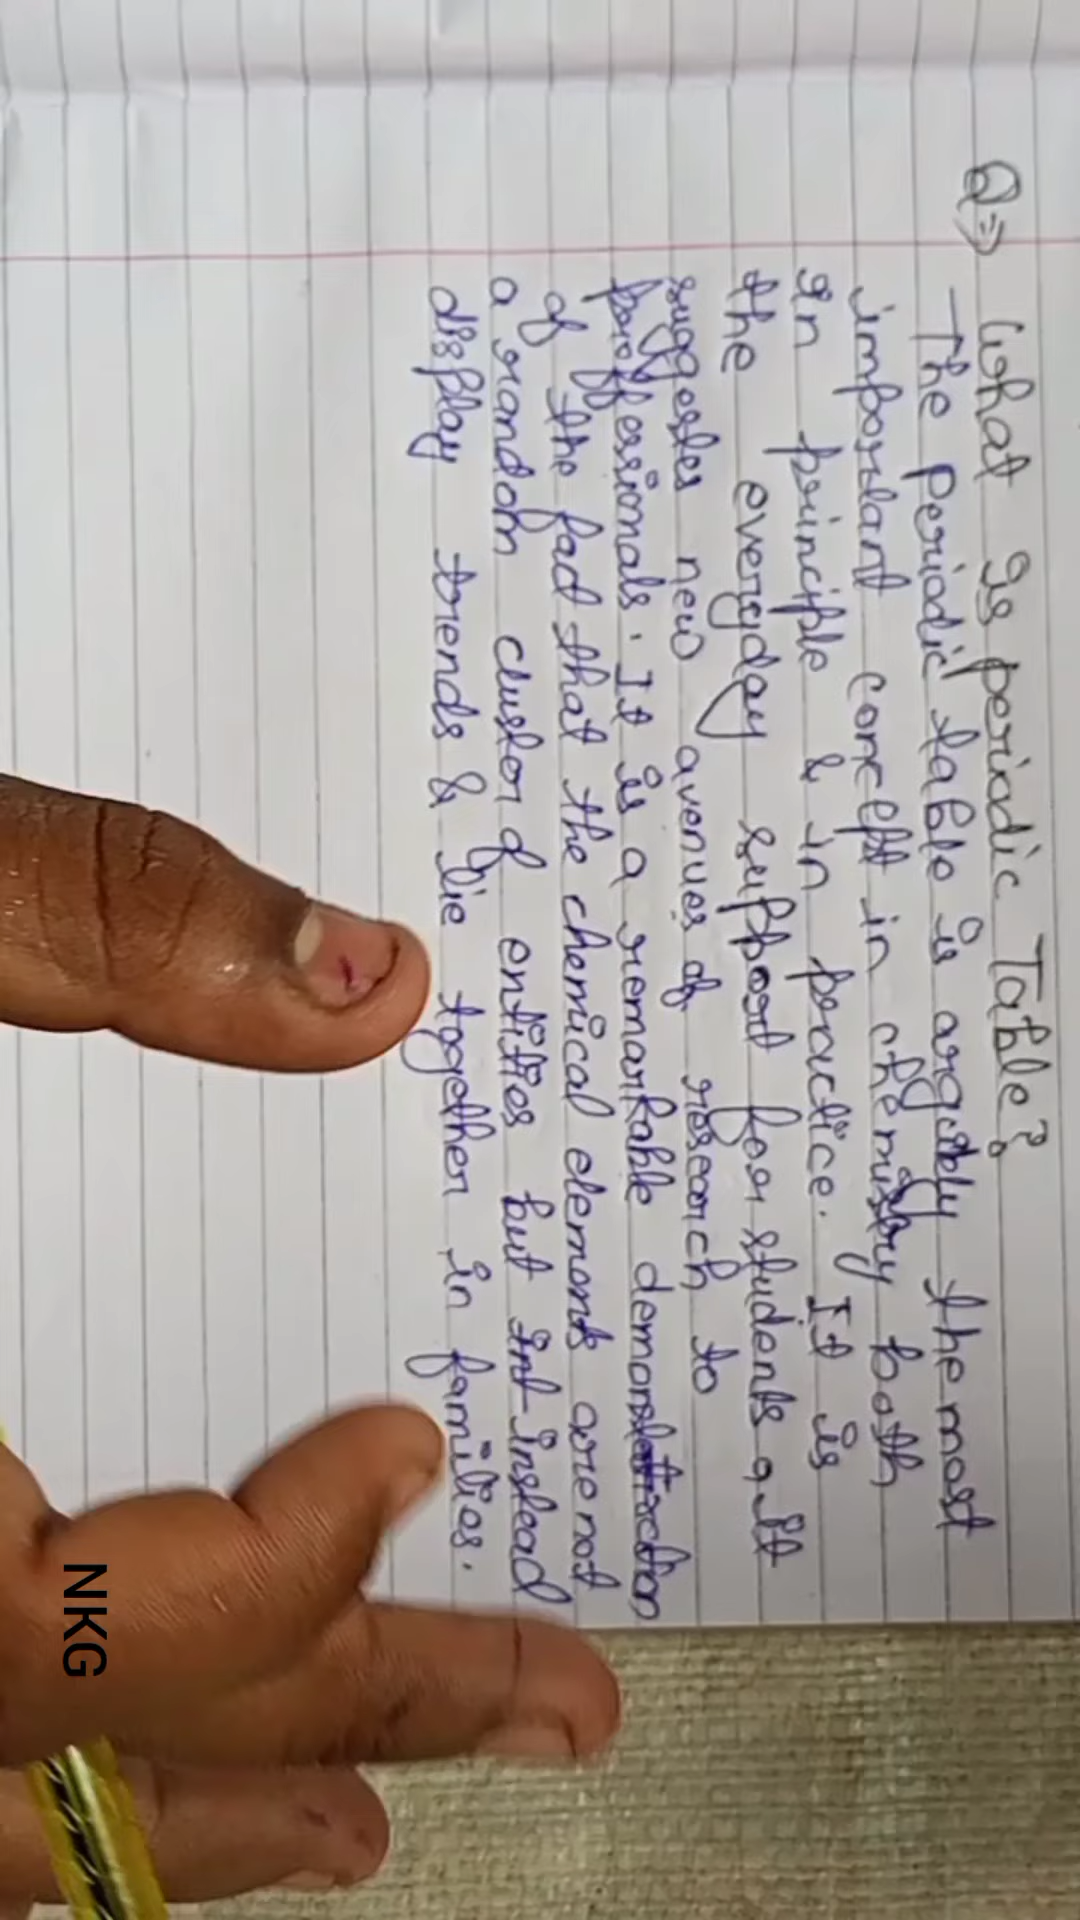 Q⇒ What is periodic Table?
The periodic table is arguably the most
important concept in chemistry both
in principle & in practice. It is
the everyday support for students
suggestes new avenues of research to
proffessionals. It is a remarkable demonstration
of the fact that the chemical elements are not
a random cluster of entities but instead
display trends & lie together in families.
NKG